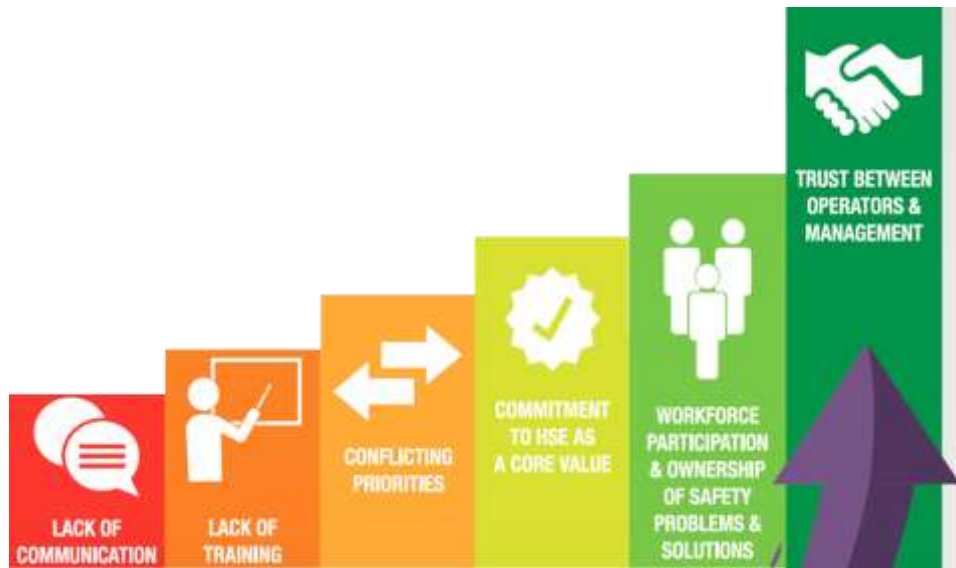 LACK OF
COMMUNICATION
LACK OF
TRAINING
CONFLICTING
PRIORITIES
COMMITMENT
TO HSE AS
A CORE VALUE
WORKFORCE
PARTICIPATION
& OWNERSHIP
OF SAFETY
PROBLEMS &
SOLUTIONS
TRUST BETWEEN
OPERATORS &
MANAGEMENT